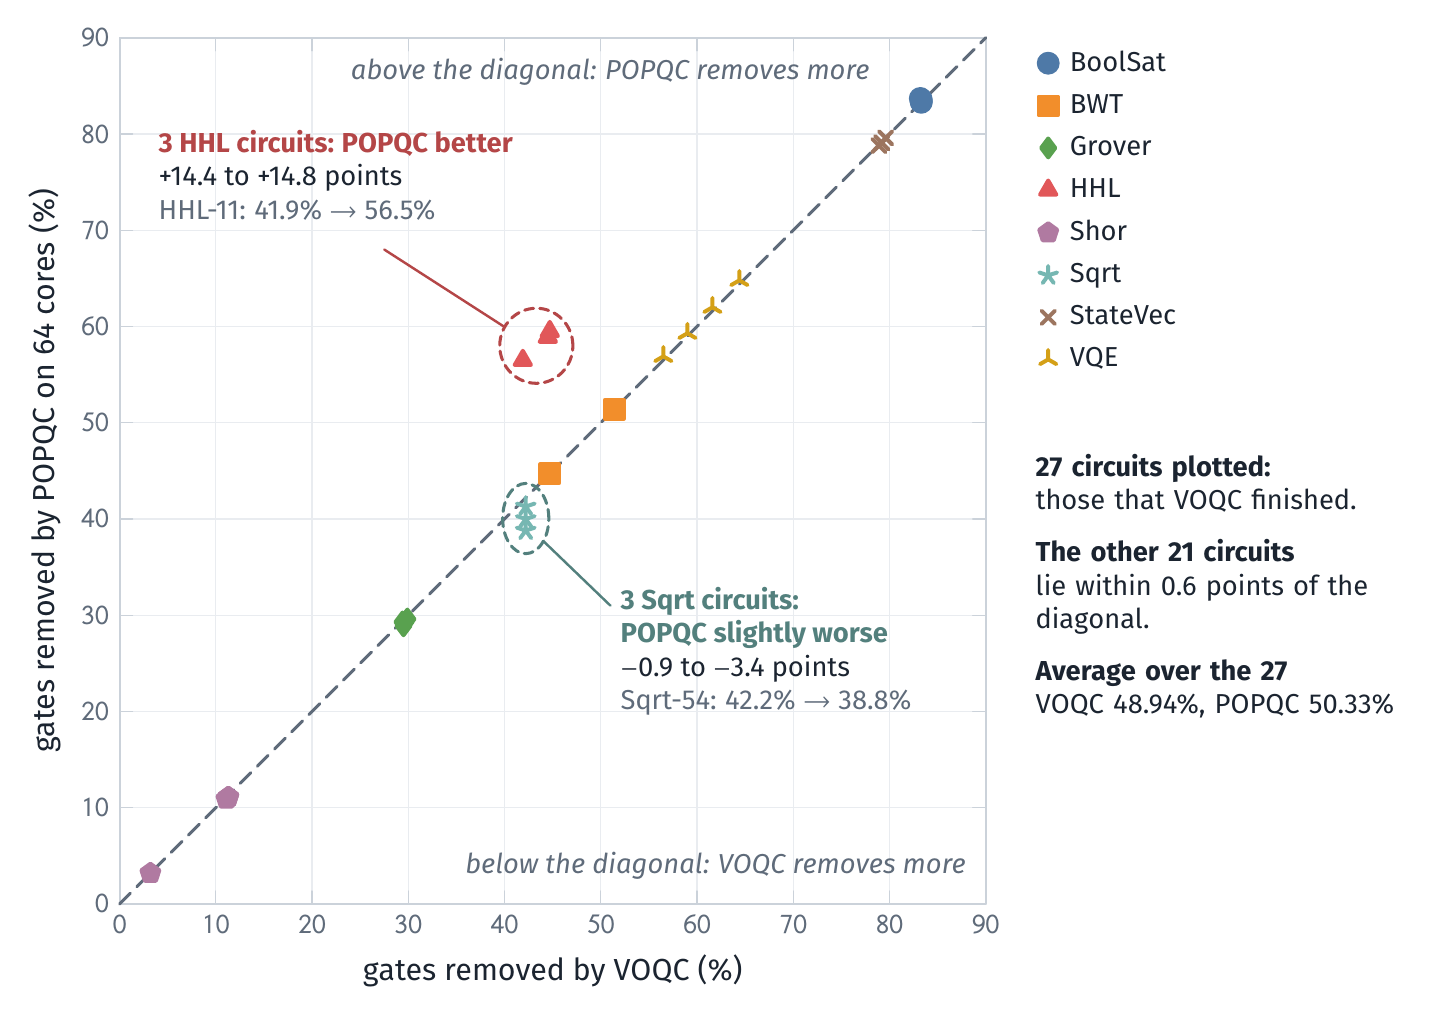 90
80
70
60
50
40
30
20
10
0
0 10 20 30 40 50 60 70 80 90
gates removed by POPQC on 64 cores (%)
gates removed by VOQC (%)
above the diagonal: POPQC removes more
3 HHL circuits: POPQC better
+14.4 to +14.8 points
HHL-11: 41.9% → 56.5%
3 Sqrt circuits:
POPQC slightly worse
−0.9 to −3.4 points
Sqrt-54: 42.2% → 38.8%
below the diagonal: VOQC removes more
BoolSat
BWT
Grover
HHL
Shor
Sqrt
StateVec
VQE
27 circuits plotted:
those that VOQC finished.
The other 21 circuits
lie within 0.6 points of the
diagonal.
Average over the 27
VOQC 48.94%, POPQC 50.33%